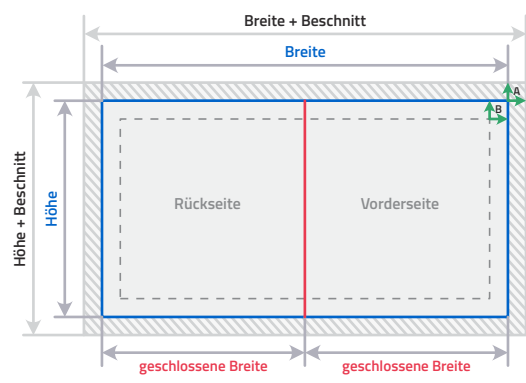 Breite + Beschnitt
Breite
A
B
Höhe + Beschnitt
Höhe
Rückseite
Vorderseite
geschlossene Breite
geschlossene Breite